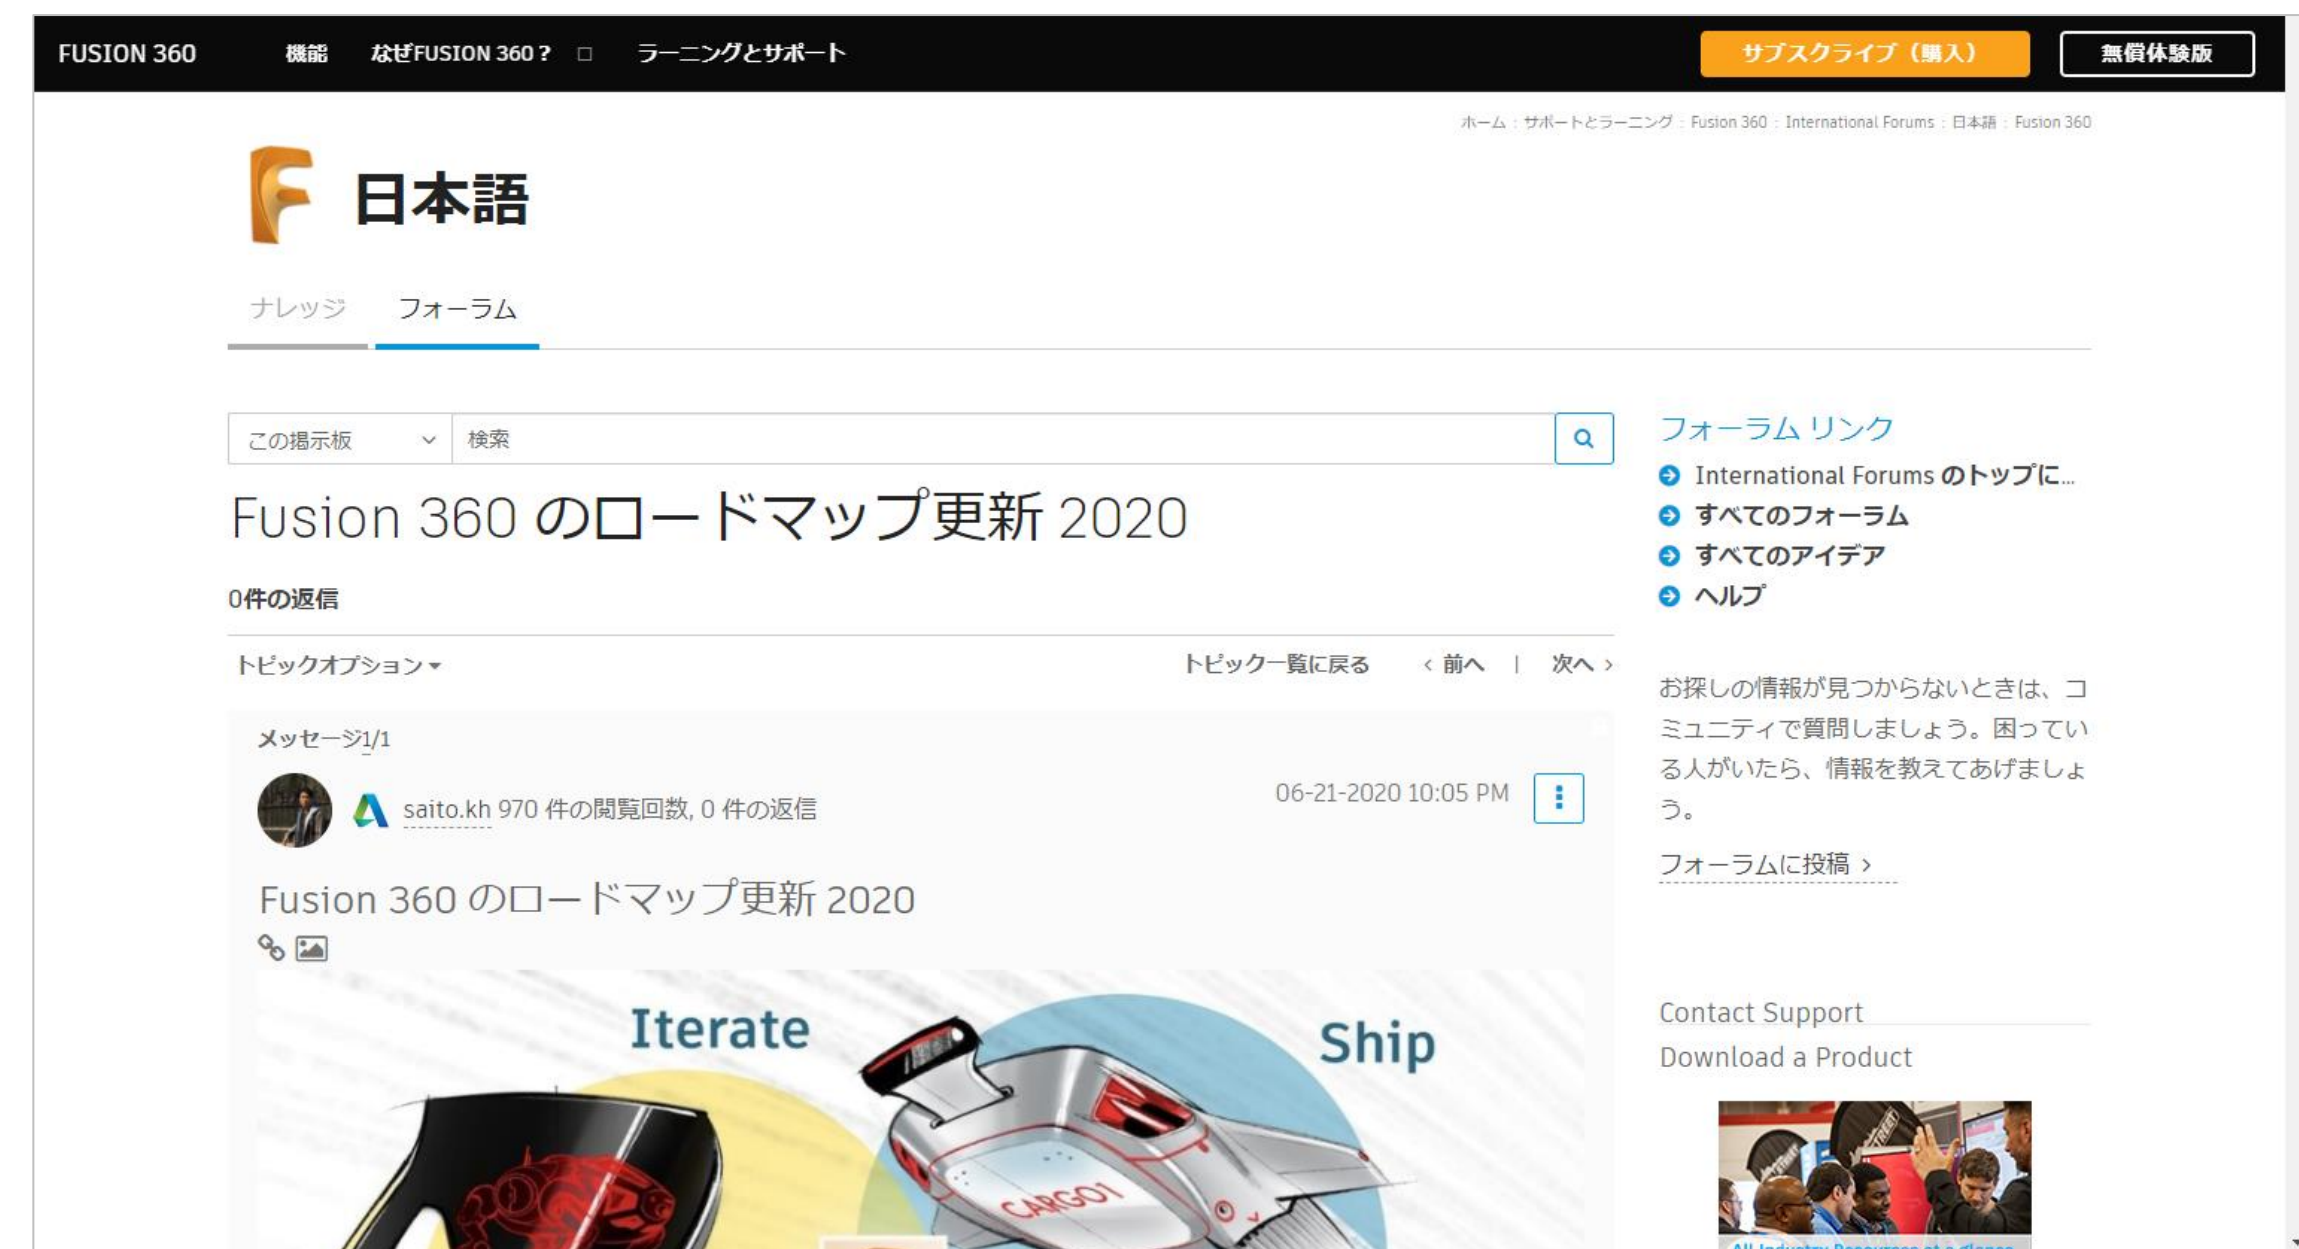 FUSION 360 機能 なぜFUSION 360？ ラーニングとサポート サブスクライブ（購入） 無償体験版
ホーム : サポートとラーニング : Fusion 360 : International Forums : 日本語 : Fusion 360
日本語
ナレッジ フォーラム
この掲示板 検索
Fusion 360 のロードマップ更新 2020
0件の返信
トピックオプション
トピック一覧に戻る ‹ 前へ | 次へ ›
メッセージ1/1
saito.kh 970 件の閲覧回数, 0 件の返信
06-21-2020 10:05 PM
Fusion 360 のロードマップ更新 2020
Iterate
Ship
CARGO1
フォーラム リンク
International Forums のトップに...
すべてのフォーラム
すべてのアイデア
ヘルプ
お探しの情報が見つからないときは、コ
ミュニティで質問しましょう。困ってい
る人がいたら、情報を教えてあげましょ
う。
フォーラムに投稿 ›
Contact Support
Download a Product
All Industry Resources at a glance